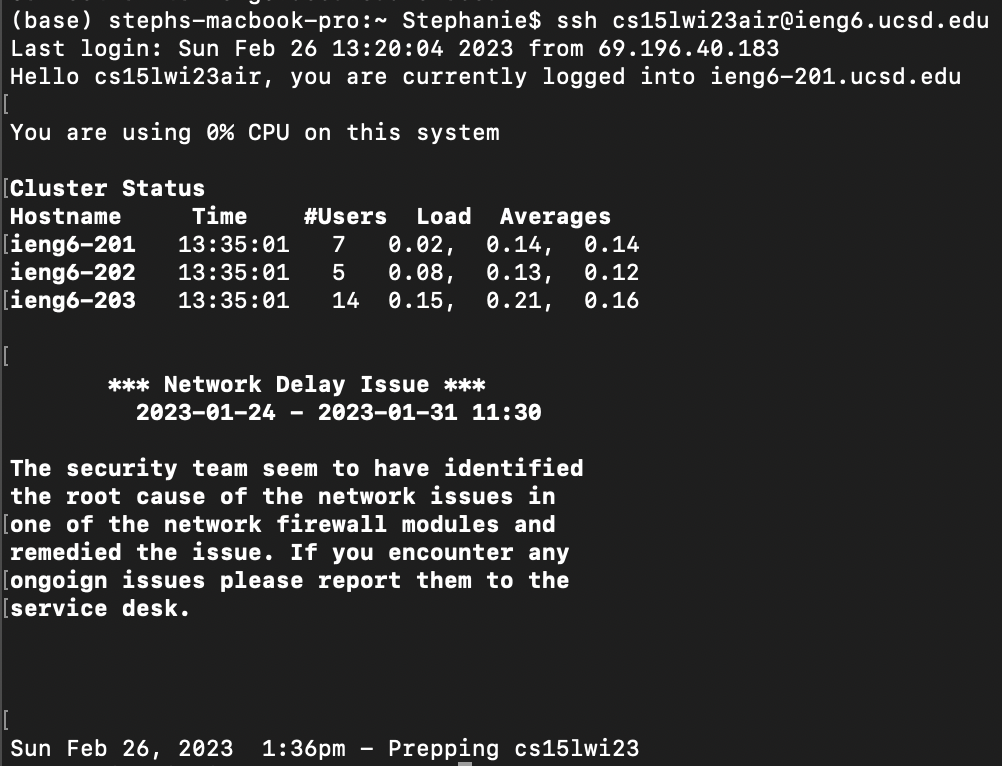 (base) stephs-macbook-pro:~ Stephanie$ ssh cs15lwi23air@ieng6.ucsd.edu
Last login: Sun Feb 26 13:20:04 2023 from 69.196.40.183
Hello cs15lwi23air, you are currently logged into ieng6-201.ucsd.edu
You are using 0% CPU on this system
Cluster Status
Hostname     Time    #Users  Load  Averages
ieng6-201   13:35:01   7   0.02,  0.14,  0.14
ieng6-202   13:35:01   5   0.08,  0.13,  0.12
ieng6-203   13:35:01   14  0.15,  0.21,  0.16
*** Network Delay Issue ***
2023-01-24 - 2023-01-31 11:30
The security team seem to have identified
the root cause of the network issues in
one of the network firewall modules and
remedied the issue. If you encounter any
ongoign issues please report them to the
service desk.
Sun Feb 26, 2023  1:36pm - Prepping cs15lwi23